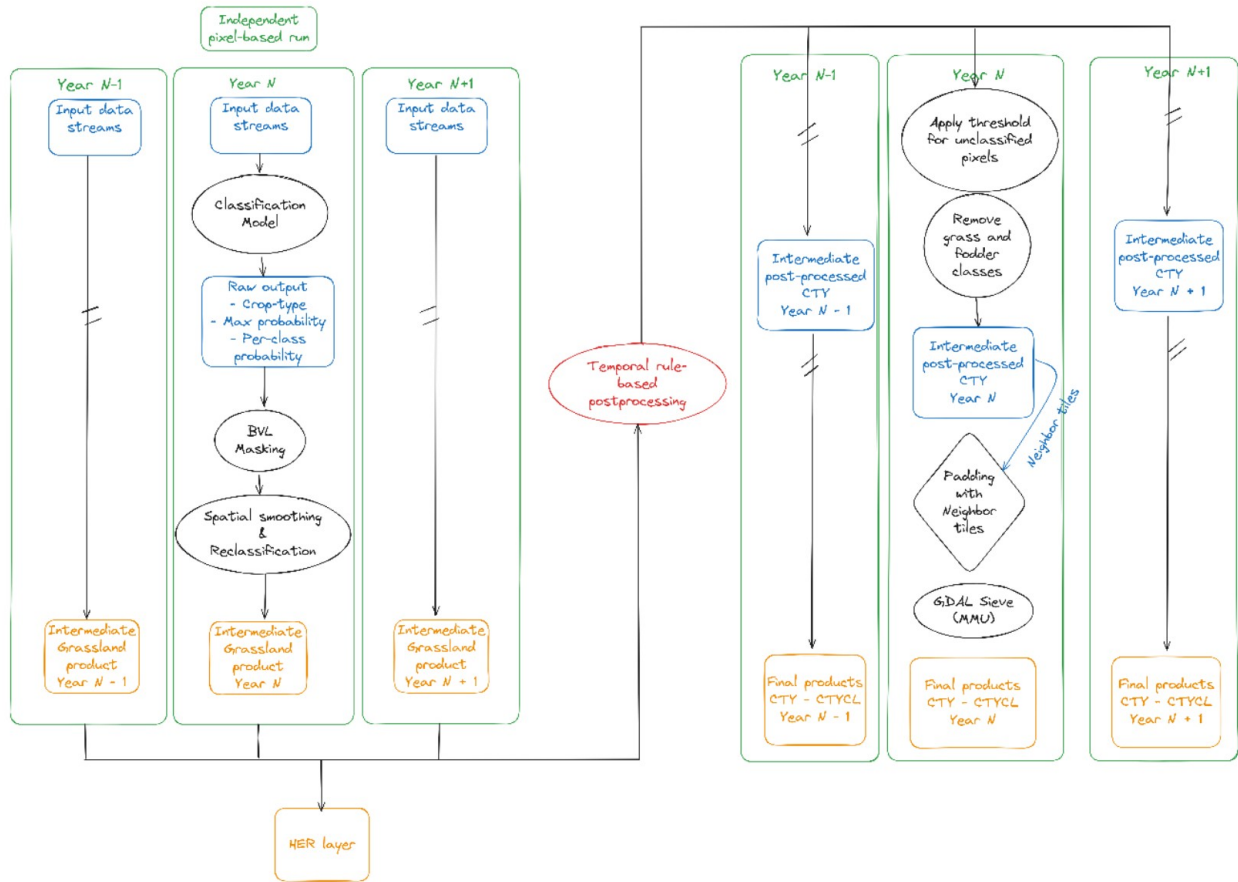 Independent
pixel-based run
Year N-1
Input data
streams
Intermediate
Grassland
product
Year N - 1
Year N
Input data
streams
Classification
Model
Raw output
- Crop-type
- Max probability
- Per-class
probability
BVL
Masking
Spatial smoothing
&
Reclassification
Intermediate
Grassland
product
Year N
Year N+1
Input data
streams
Intermediate
Grassland
product
Year N + 1
HER layer
Temporal rule-
based
postprocessing
Year N-1
Intermediate
post-processed
CTY
Year N - 1
Final products
CTY - CTYCL
Year N - 1
Year N
Apply threshold
for unclassified
pixels
Remove
grass and
fodder
classes
Intermediate
post-processed
CTY
Year N
Neighbor tiles
Padding
with
Neighbor
tiles
GDAL Sieve
(MMU)
Final products
CTY - CTYCL
Year N
Year N+1
Intermediate
post-processed
CTY
Year N + 1
Final products
CTY - CTYCL
Year N + 1